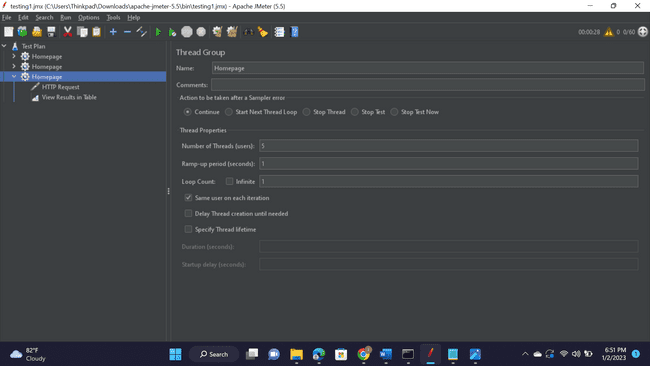 testing1.jmx (C:\Users\Thinkpad\Downloads\apache-jmeter-5.5\bin\testing1.jmx) - Apache JMeter (5.5)
File Edit Search Run Options Tools Help
00:00:28 0 0/60
Test Plan
Homepage
Homepage
Homepage
HTTP Request
View Results in Table
Thread Group
Name: Homepage
Comments:
Action to be taken after a Sampler error
Continue Start Next Thread Loop Stop Thread Stop Test Stop Test Now
Thread Properties
Number of Threads (users): 5
Ramp-up period (seconds): 1
Loop Count: Infinite 1
Same user on each iteration
Delay Thread creation until needed
Specify Thread lifetime
Duration (seconds):
Startup delay (seconds):
82°F
Cloudy
Search
6:51 PM
1/2/2023